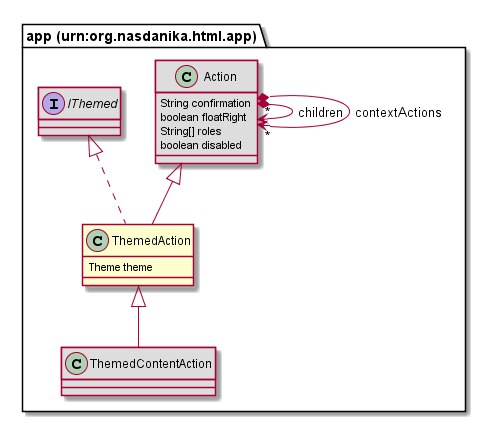 app (urn:org.nasdanika.html.app)
C Action
String confirmation
boolean floatRight
String[] roles
boolean disabled
*
children
contextActions
*
I IThemed
C ThemedAction
Theme theme
C ThemedContentAction